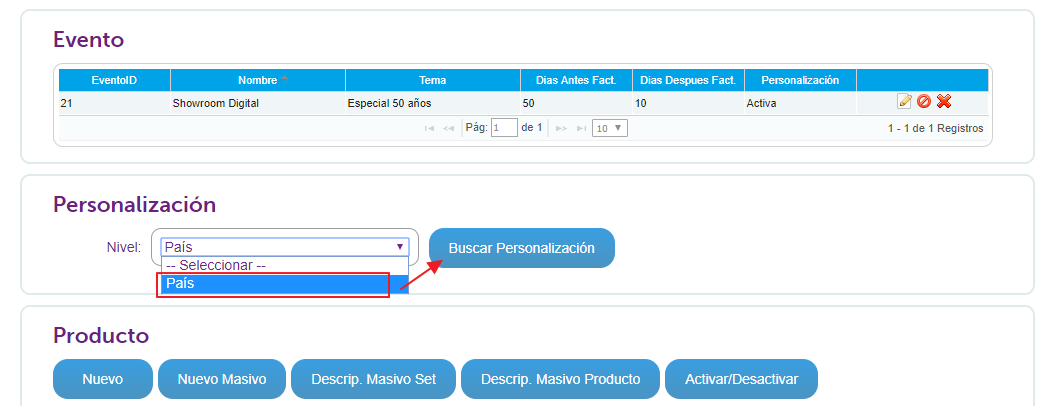 Evento
EventoID Nombre Tema Dias Antes Fact. Dias Despues Fact. Personalización
21 Showroom Digital Especial 50 años 50 10 Activa
Pág: 1 de 1 10 1 - 1 de 1 Registros
Personalización
Nivel: País Buscar Personalización
-- Seleccionar --
País
Producto
Nuevo Nuevo Masivo Descrip. Masivo Set Descrip. Masivo Producto Activar/Desactivar